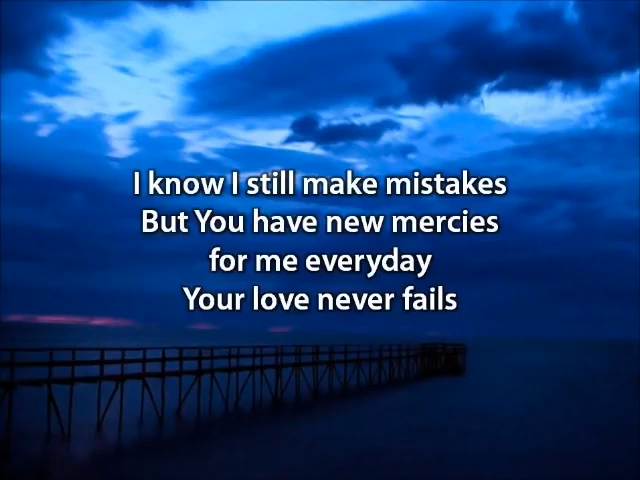 I know I still make mistakes
But You have new mercies
for me everyday
Your love never fails